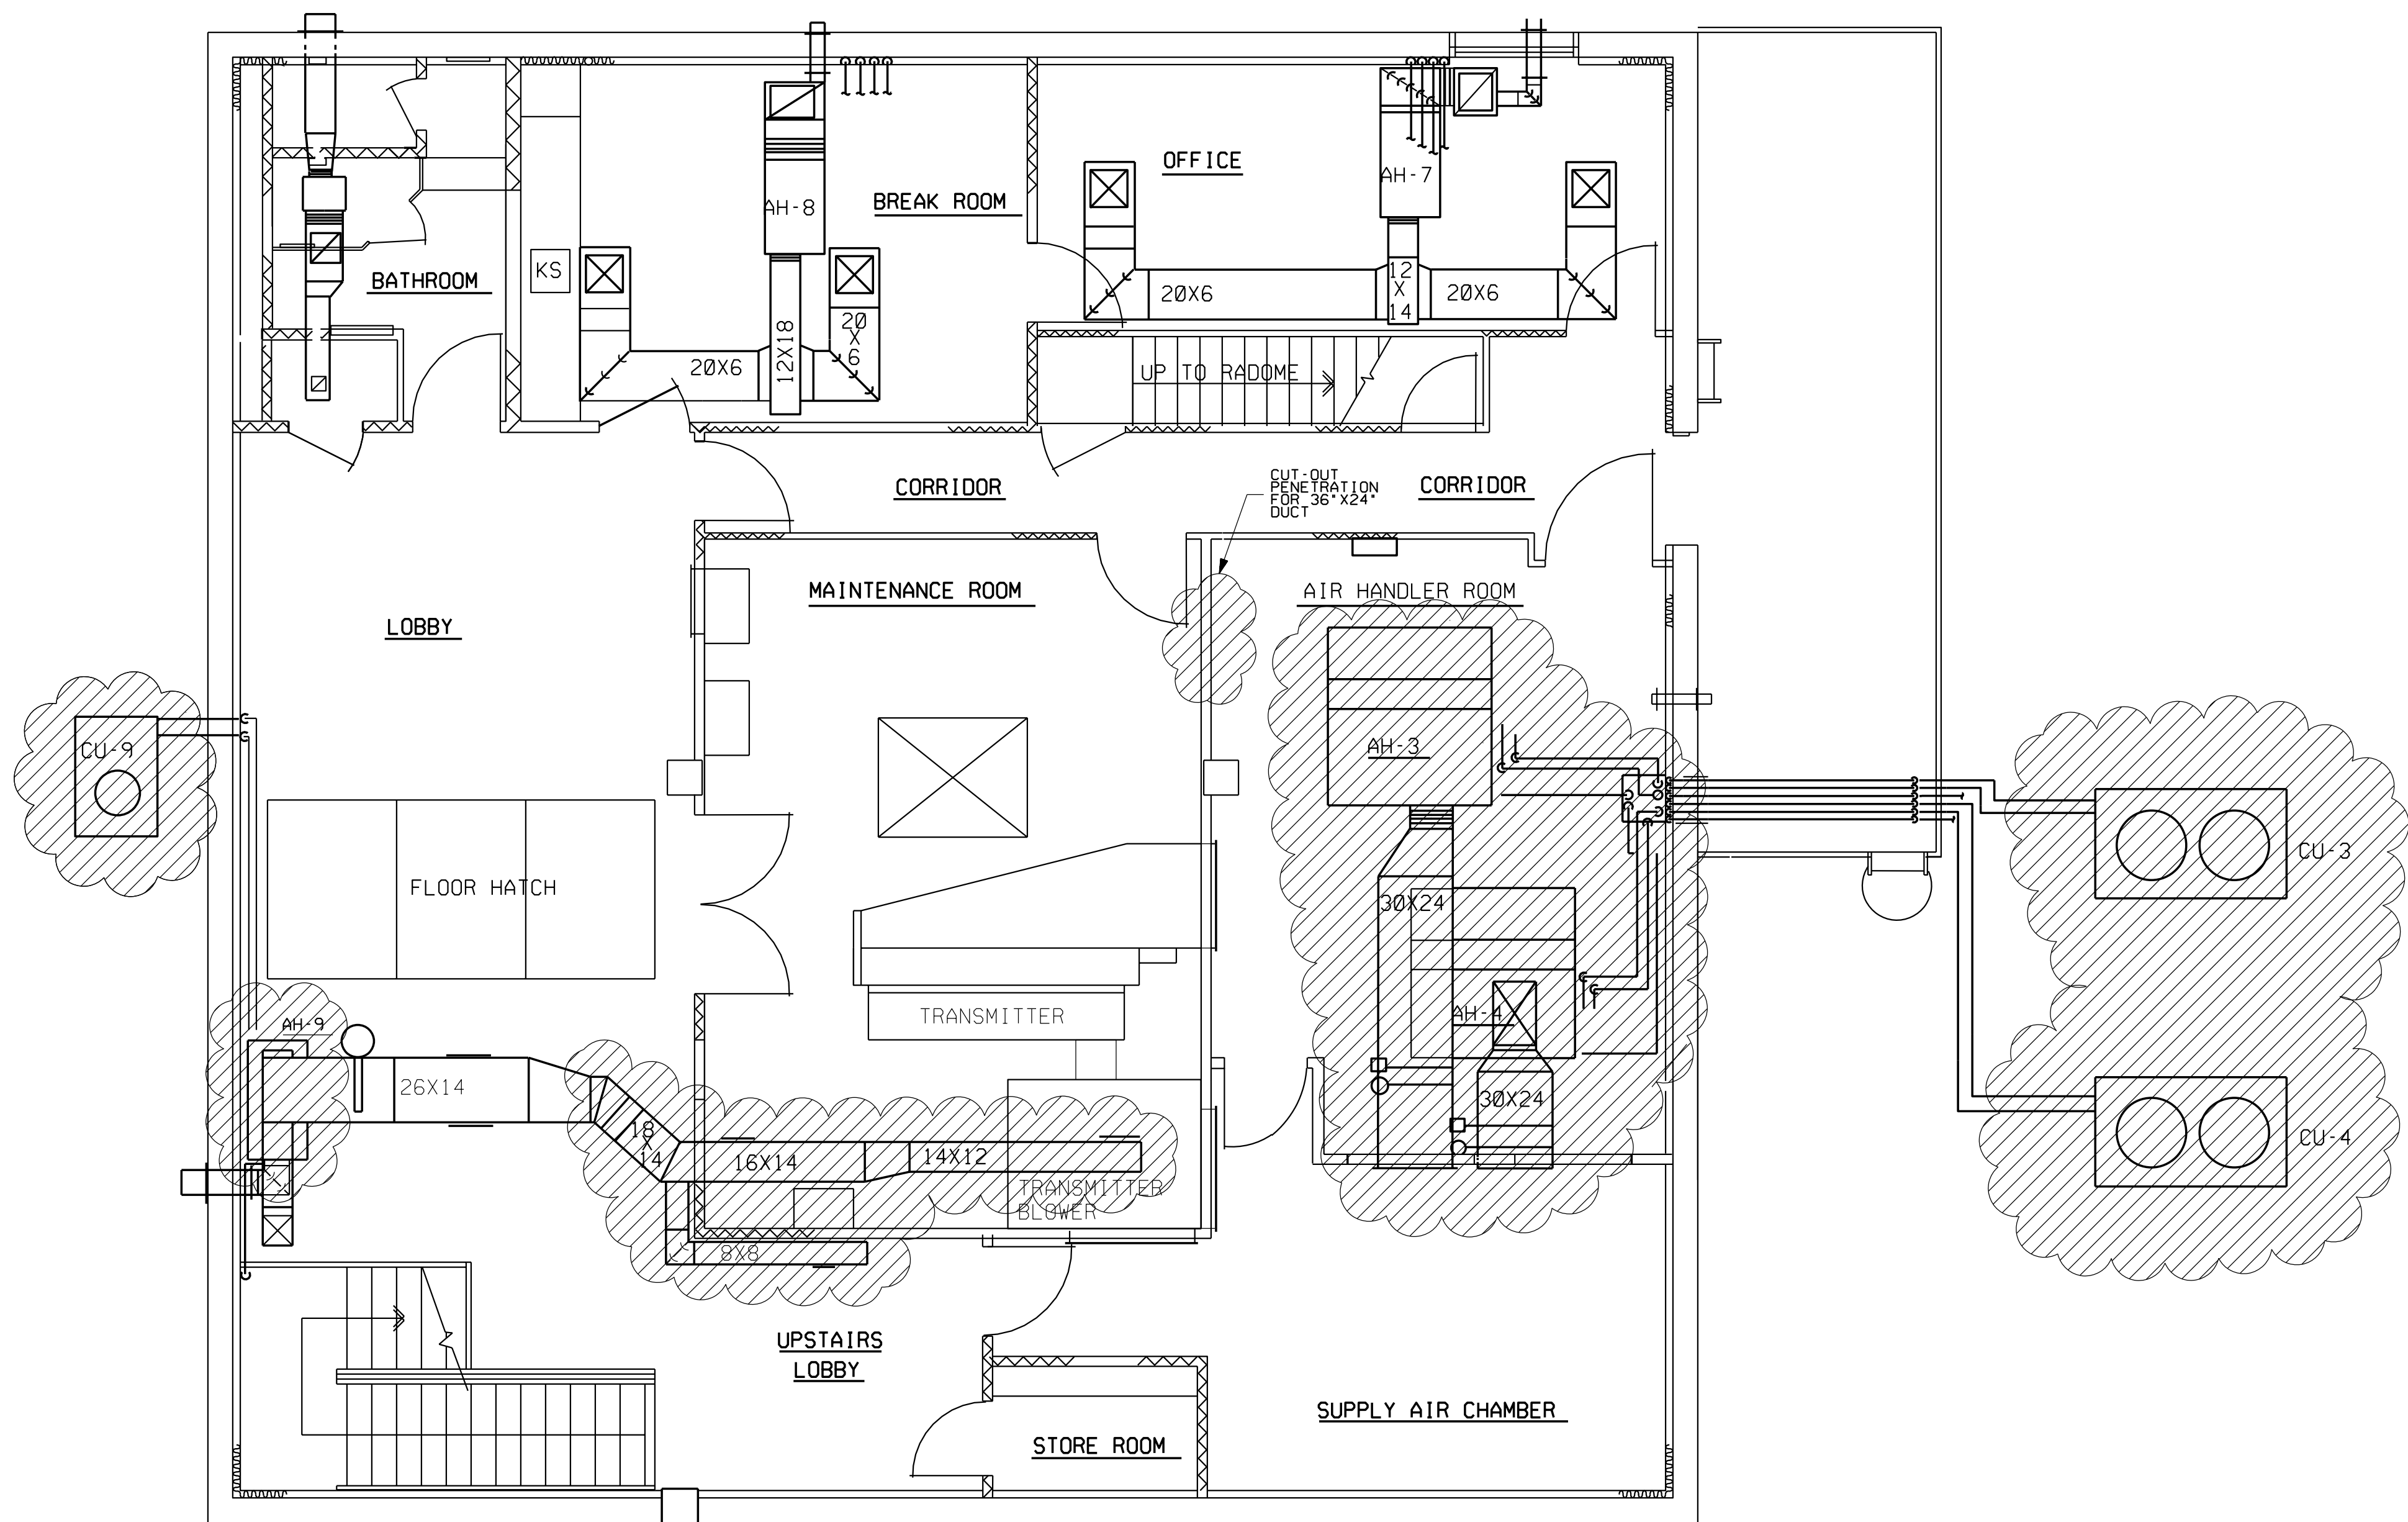 OFFICE
AH-7
AH-8
BREAK ROOM
KS
BATHROOM
12
X
14
20X6
20X6
20
X
6
12X18
20X6
UP TO RADOME
CUT-OUT
PENETRATION
FOR 36"X24"
DUCT
CORRIDOR
CORRIDOR
MAINTENANCE ROOM
AIR HANDLER ROOM
LOBBY
CU-9
AH-3
CU-3
FLOOR HATCH
30X24
AH-9
TRANSMITTER
AH-4
26X14
30X24
18
X
14
16X14
14X12
CU-4
TRANSMITTER
BLOWER
8X8
UPSTAIRS
LOBBY
STORE ROOM
SUPPLY AIR CHAMBER